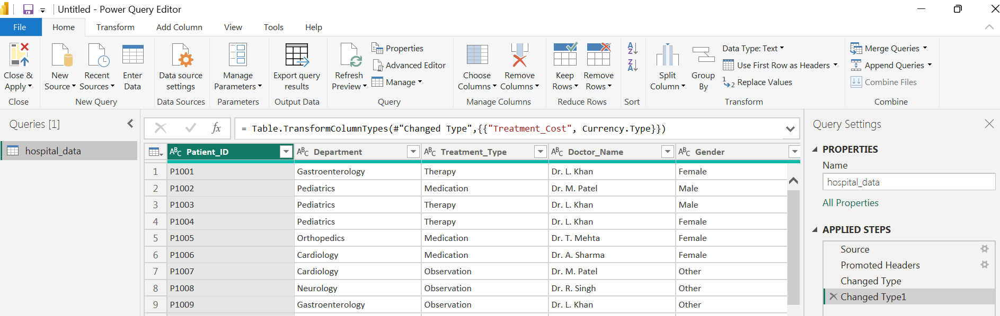 Untitled - Power Query Editor
File Home Transform Add Column View Tools Help
Close & Apply
New Source
Recent Sources
Enter Data
Data source settings
Manage Parameters
Export query results
Refresh Preview
Properties
Advanced Editor
Manage
Choose Columns
Remove Columns
Keep Rows
Remove Rows
A Z
Z A
Split Column
Group By
Data Type: Text
Use First Row as Headers
1 2 Replace Values
Merge Queries
Append Queries
Combine Files
Close New Query Data Sources Parameters Output Data Query Manage Columns Reduce Rows Sort Transform Combine
Queries [1]
hospital_data
fx = Table.TransformColumnTypes(#"Changed Type",{{"Treatment_Cost", Currency.Type}})
ABC Patient_ID ABC Department ABC Treatment_Type ABC Doctor_Name ABC Gender
1 P1001 Gastroenterology Therapy Dr. L. Khan Female
2 P1002 Pediatrics Medication Dr. M. Patel Male
3 P1003 Pediatrics Therapy Dr. L. Khan Male
4 P1004 Pediatrics Therapy Dr. L. Khan Female
5 P1005 Orthopedics Medication Dr. T. Mehta Female
6 P1006 Cardiology Medication Dr. A. Sharma Female
7 P1007 Cardiology Observation Dr. M. Patel Other
8 P1008 Neurology Observation Dr. R. Singh Other
9 P1009 Gastroenterology Observation Dr. L. Khan Other
Query Settings
PROPERTIES
Name
hospital_data
All Properties
APPLIED STEPS
Source
Promoted Headers
Changed Type
Changed Type1